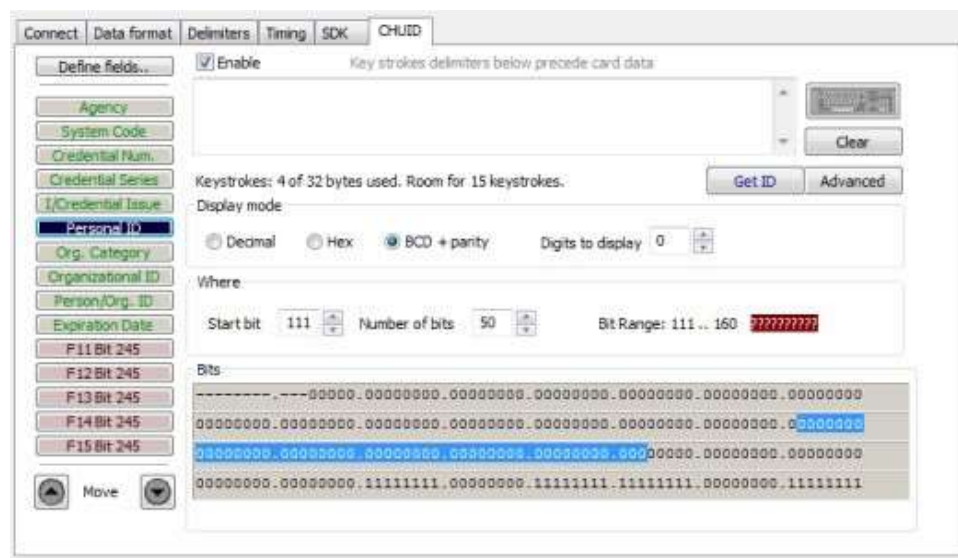 Connect Data format Delimiters Timing SDK CHUID
Define fields..
Enable
Key strokes delimiters below precede card data
Agency
System Code
Credential Num.
Credential Series
I/Credential Issue
Personal ID
Org. Category
Organizational ID
Person/Org. ID
Expiration Date
F11 Bit 245
F12 Bit 245
F13 Bit 245
F14 Bit 245
F15 Bit 245
Move
Clear
Keystrokes: 4 of 32 bytes used. Room for 15 keystrokes.
Get ID
Advanced
Display mode
Decimal Hex BCD + parity Digits to display 0
Where
Start bit 111 Number of bits 50 Bit Range: 111 .. 160 ??????????
Bits
--------.---00000.00000000.00000000.00000000.00000000.00000000.00000000
00000000.00000000.00000000.00000000.00000000.00000000.00000000.00000000
00000000.00000000.00000000.00000000.00000000.00000000.00000000.00000000
00000000.00000000.11111111.00000000.11111111.11111111.00000000.11111111